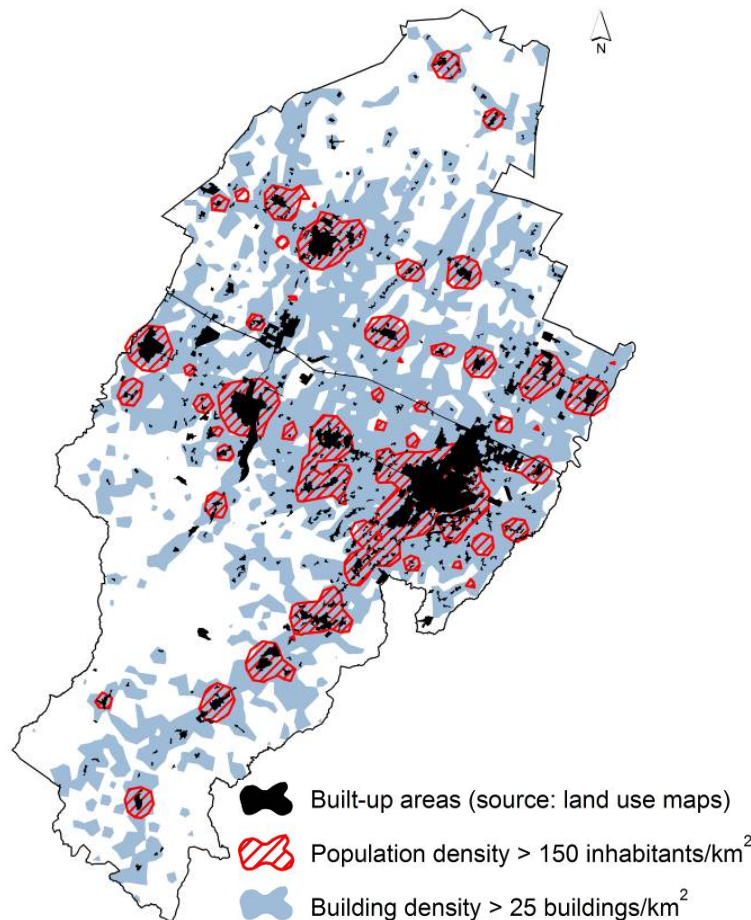 N
Built-up areas (source: land use maps)
Population density > 150 inhabitants/km²
Building density > 25 buildings/km²